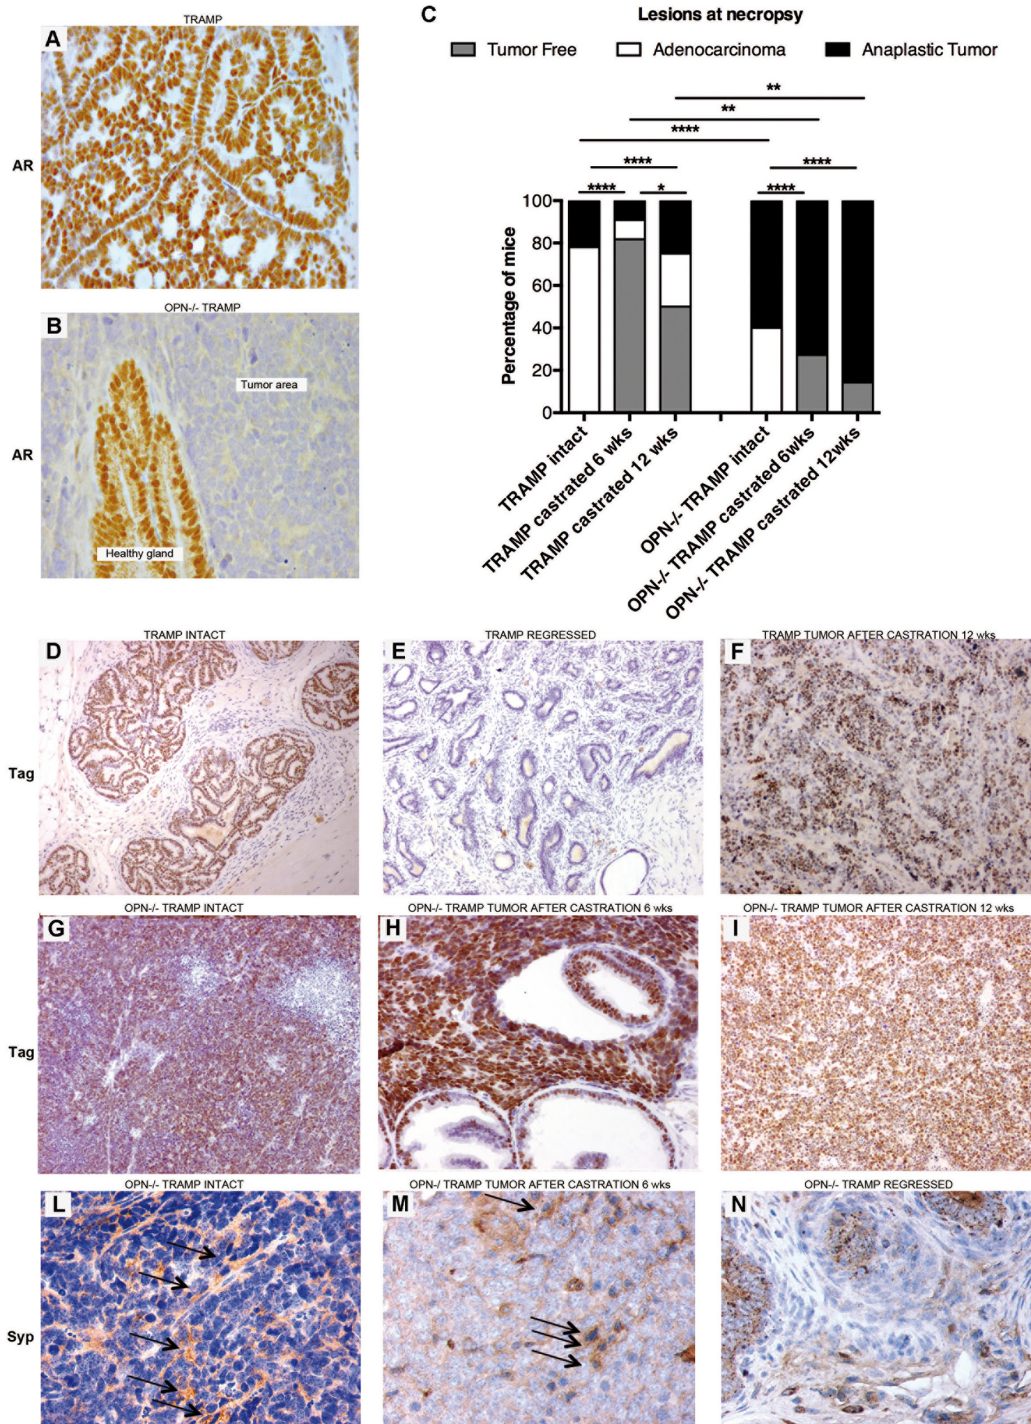 TRAMP
A
AR
OPN-/- TRAMP
B
Tumor area
AR
Healthy gland
C
Lesions at necropsy
Tumor Free
Adenocarcinoma
Anaplastic Tumor
**
**
****
**** ****
**** * ****
Percentage of mice
100
80
60
40
20
0
TRAMP intact
TRAMP castrated 6 wks
TRAMP castrated 12 wks
OPN-/- TRAMP intact
OPN-/- TRAMP castrated 6wks
OPN-/- TRAMP castrated 12wks
TRAMP INTACT
D
TRAMP REGRESSED
E
TRAMP TUMOR AFTER CASTRATION 12 wks
F
Tag
OPN-/- TRAMP INTACT
G
OPN-/- TRAMP TUMOR AFTER CASTRATION 6 wks
H
OPN-/- TRAMP TUMOR AFTER CASTRATION 12 wks
I
Tag
OPN-/- TRAMP INTACT
L
OPN-/ TRAMP TUMOR AFTER CASTRATION 6 wks
M
OPN-/- TRAMP REGRESSED
N
Syp